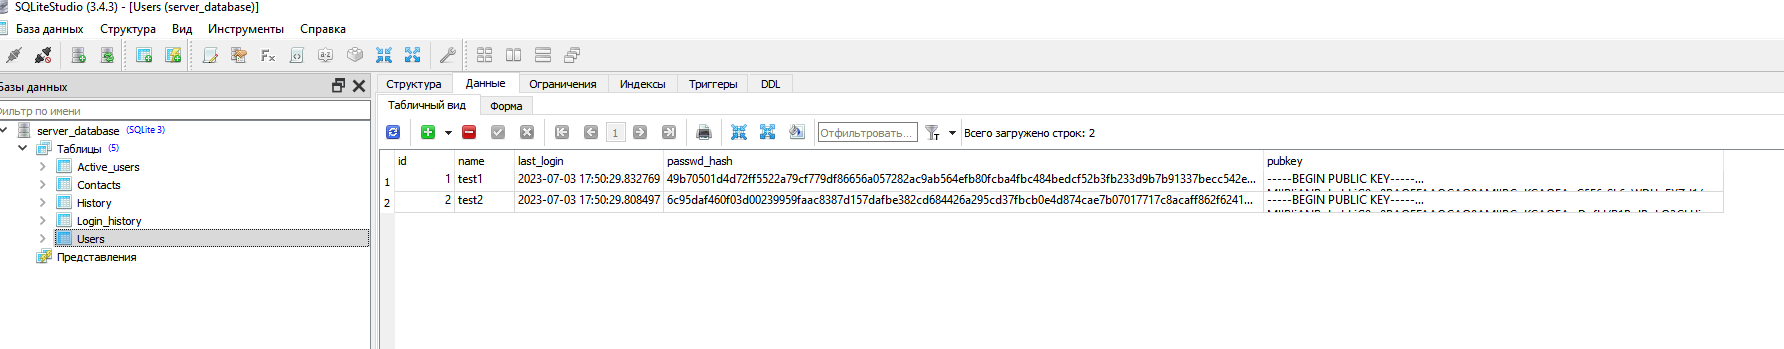 SQLiteStudio (3.4.3) - [Users (server_database)]
База данных Структура Вид Инструменты Справка
Базы данных
Фильтр по имени
server_database (SQLite 3)
Таблицы (5)
Active_users
Contacts
History
Login_history
Users
Представления
Структура Данные Ограничения Индексы Триггеры DDL
Табличный вид Форма
1 Отфильтровать... Всего загружено строк: 2
id name last_login passwd_hash pubkey
1 1 test1 2023-07-03 17:50:29.832769 49b70501d4d72ff5522a79cf779df86656a057282ac9ab564efb80fcba4fbc484bedcf52b3fb233d9b7b91337becc542e... -----BEGIN PUBLIC KEY-----...
2 2 test2 2023-07-03 17:50:29.808497 6c95daf460f03d00239959faac8387d157dafbe382cd684426a295cd37fbcb0e4d874cae7b07017717c8acaff862f6241... -----BEGIN PUBLIC KEY-----...